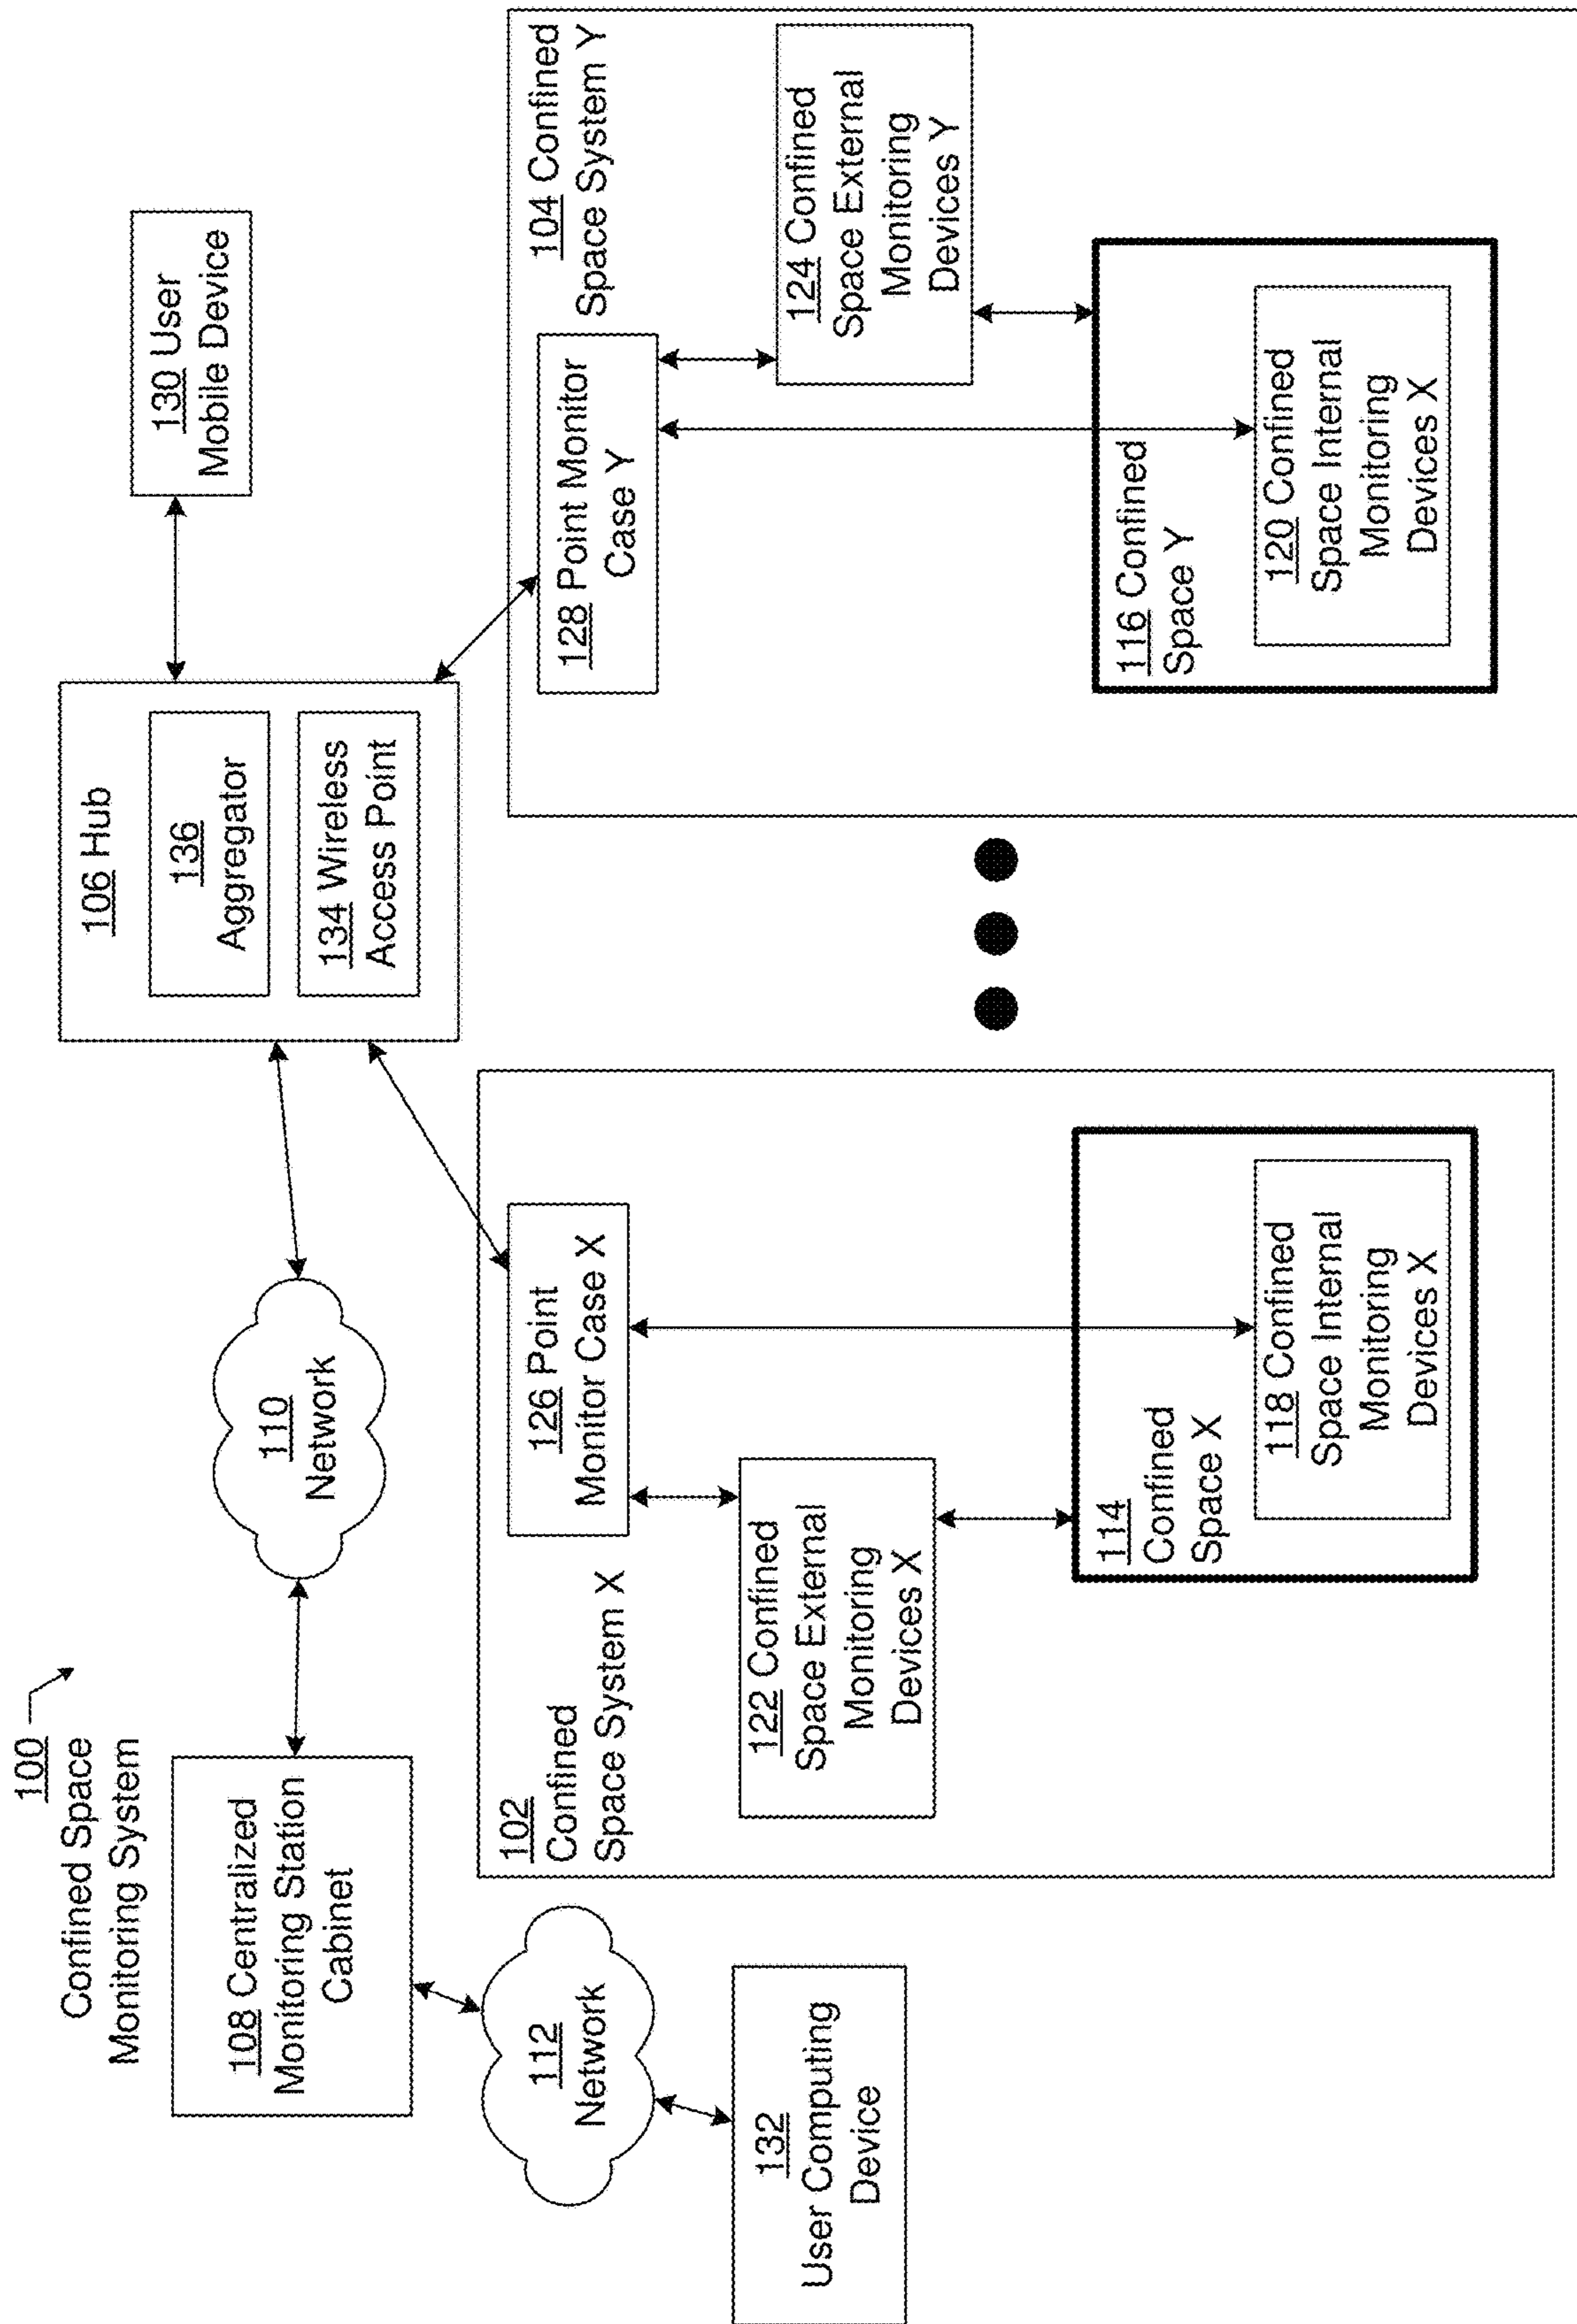 100
Confined Space
Monitoring System
108 Centralized
Monitoring Station
Cabinet
110
Network
106 Hub
136
Aggregator
134 Wireless
Access Point
130 User
Mobile Device
112
Network
132
User Computing
Device
102
Confined
Space System X
126 Point
Monitor Case X
122 Confined
Space External
Monitoring
Devices X
114
Confined
Space X
118 Confined
Space Internal
Monitoring
Devices X
104 Confined
Space System Y
128 Point Monitor
Case Y
124 Confined
Space External
Monitoring
Devices Y
116 Confined
Space Y
120 Confined
Space Internal
Monitoring
Devices X